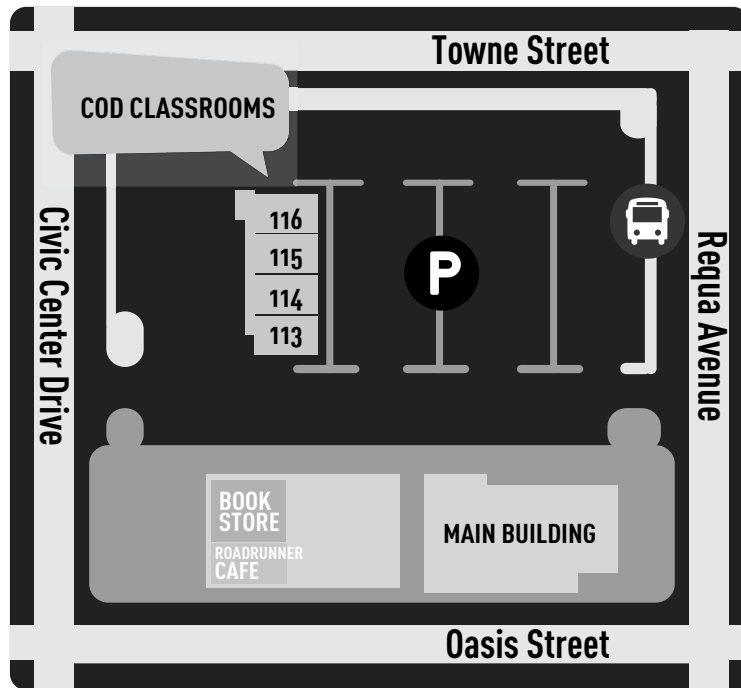 Towne Street
COD CLASSROOMS
Civic Center Drive
116
115
114
113
P
Requa Avenue
BOOK
STORE
ROADRUNNER
CAFE
MAIN BUILDING
Oasis Street